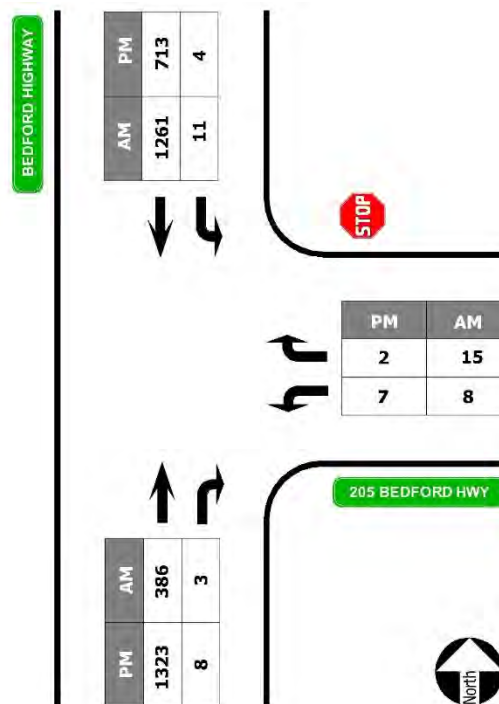 BEDFORD HIGHWAY
AM PM
1261 713
11 4
STOP
PM AM
2 15
7 8
205 BEDFORD HWY
PM AM
1323 386
8 3
North